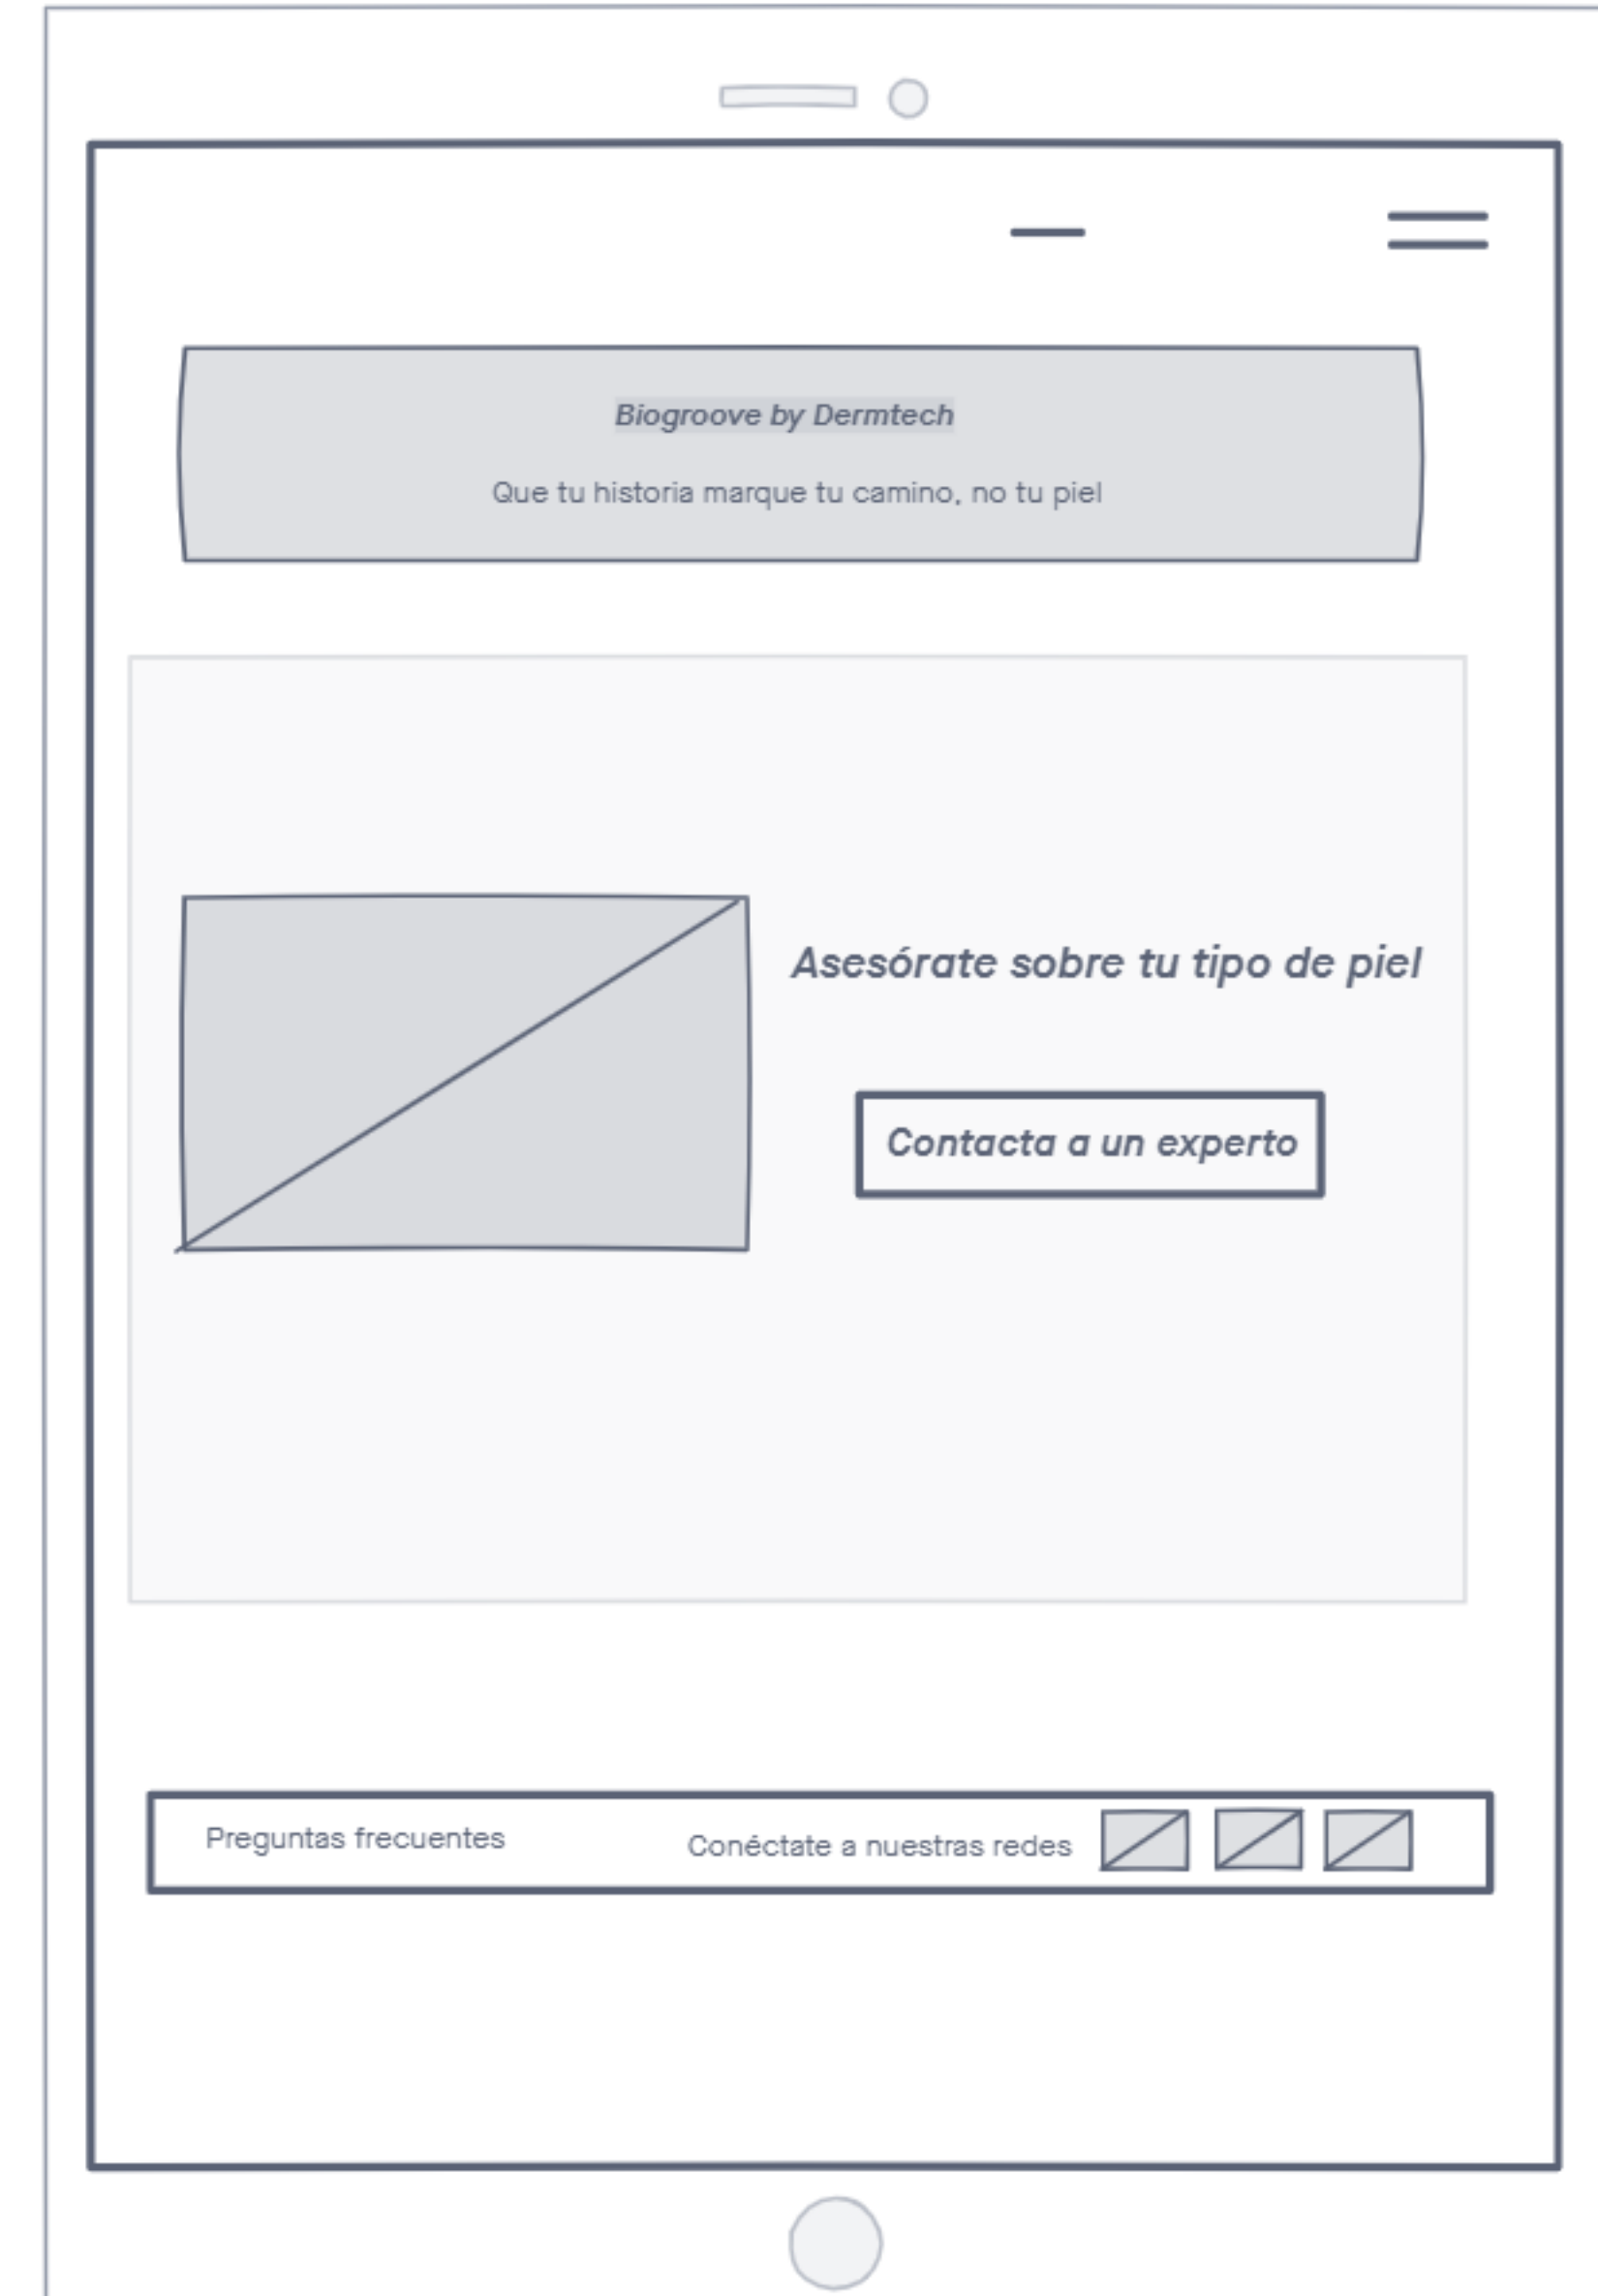 Biogroove by Dermtech
Que tu historia marque tu camino, no tu piel
Asesórate sobre tu tipo de piel
Contacta a un experto
Preguntas frecuentes
Conéctate a nuestras redes